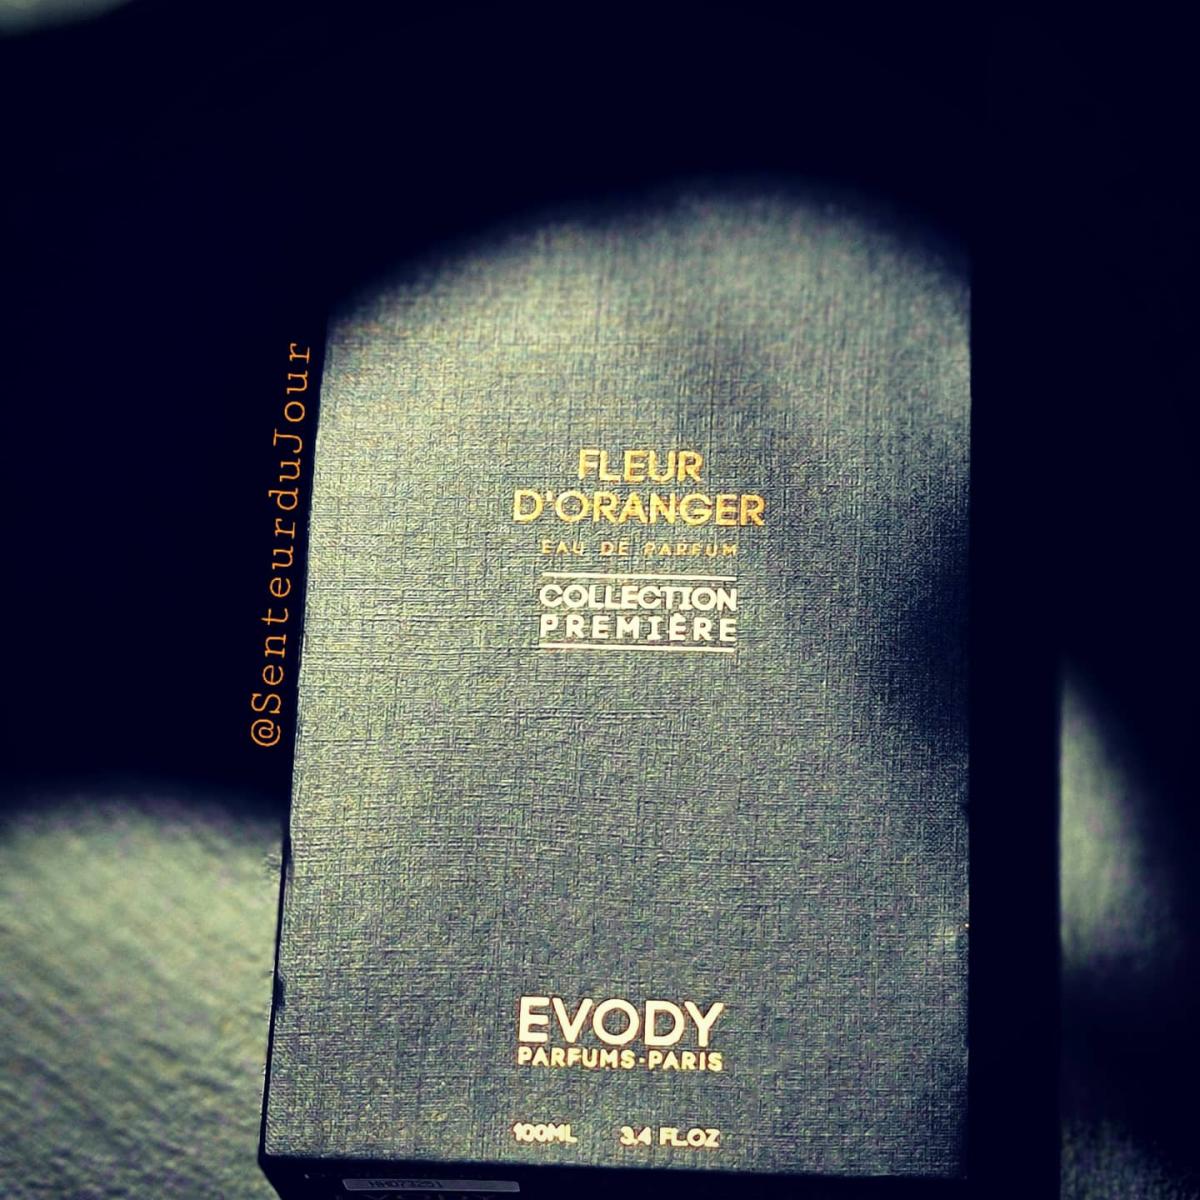 @SenteurduJour
FLEUR
D'ORANGER
EAU DE PARFUM
COLLECTION
PREMIÈRE
EVODY
PARFUMS-PARIS
100ML 3.4 FL.OZ